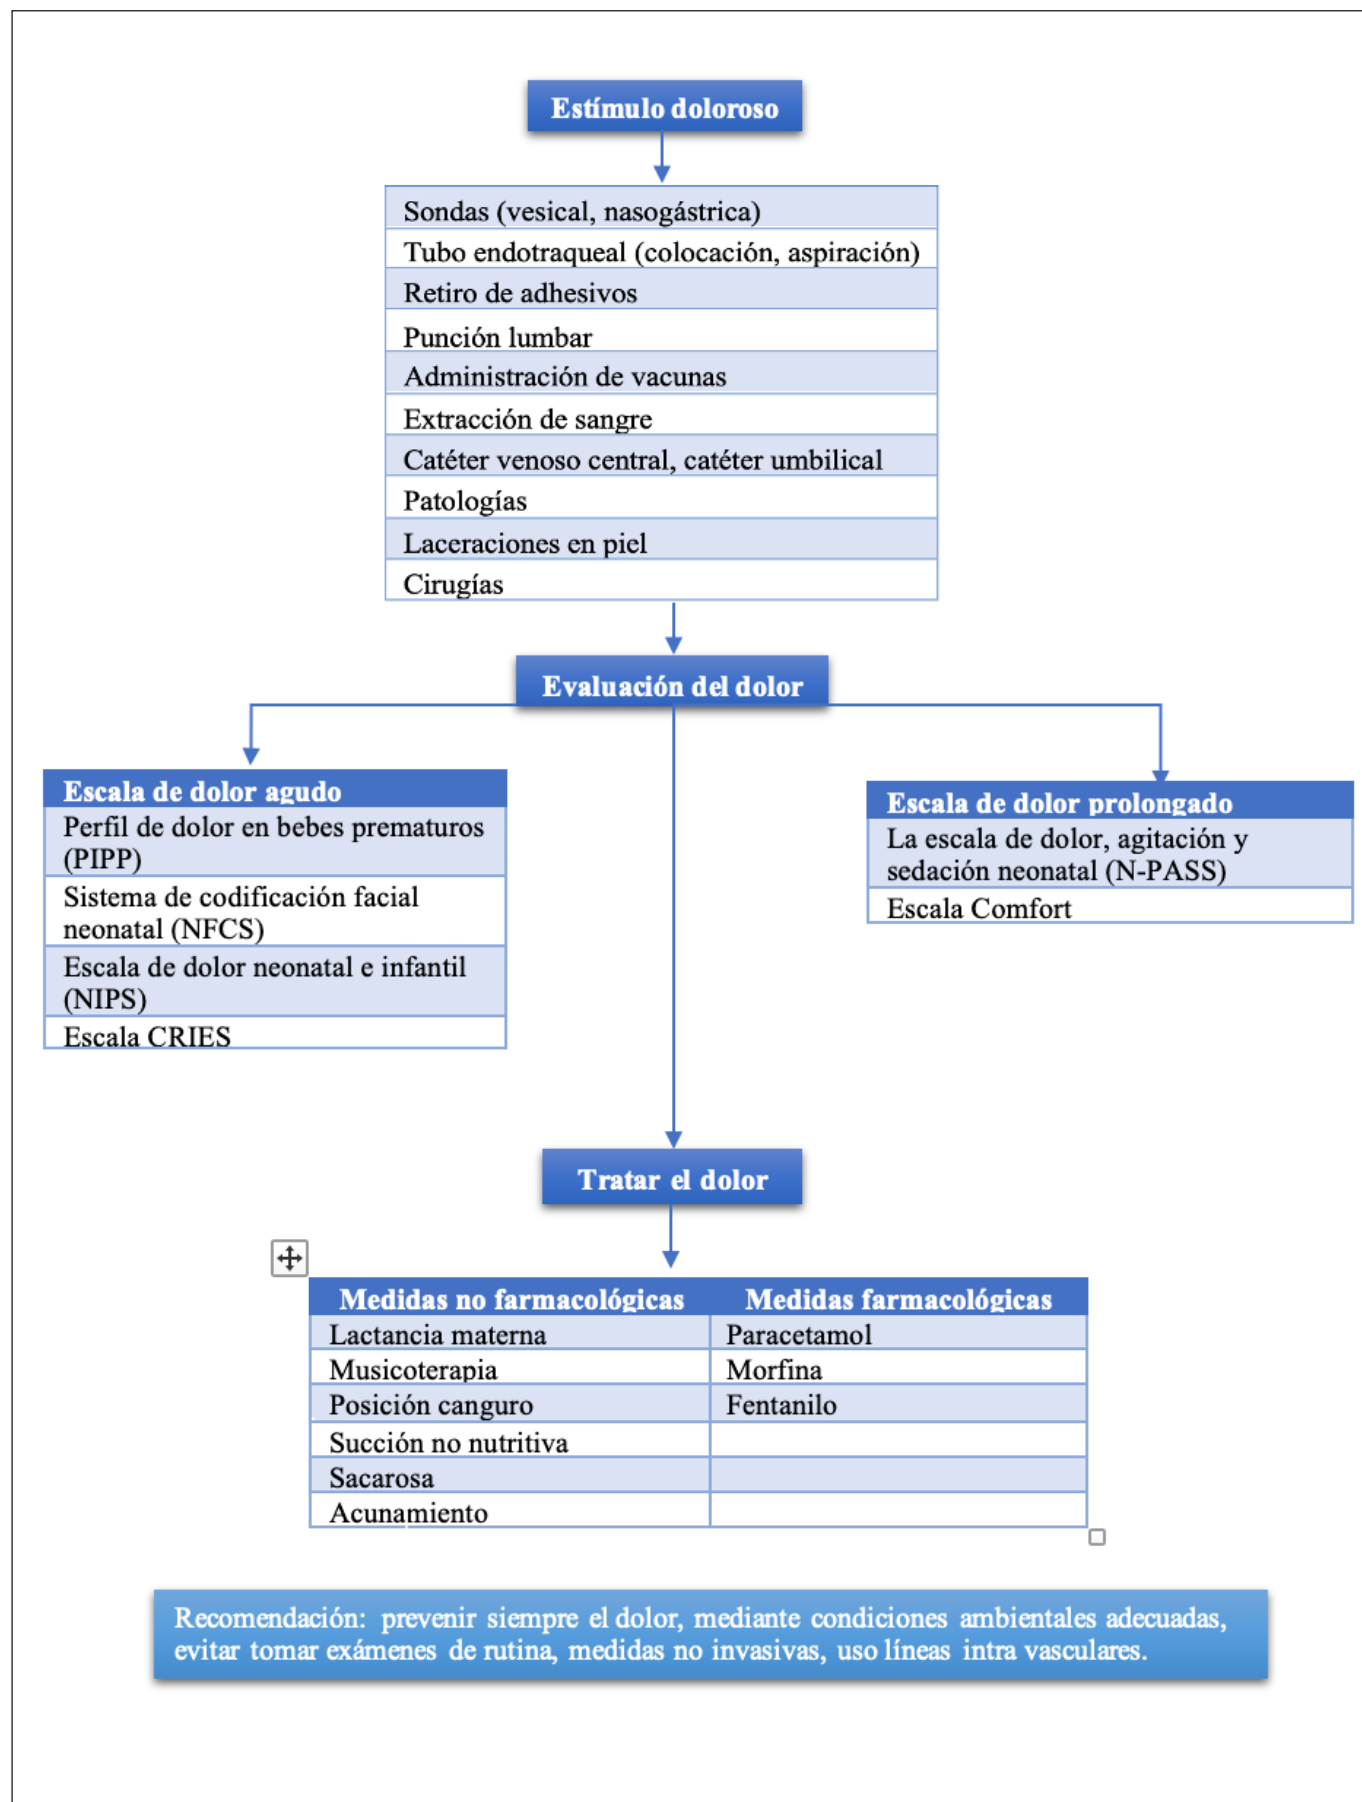 Estímulo doloroso
Sondas (vesical, nasogástrica)
Tubo endotraqueal (colocación, aspiración)
Retiro de adhesivos
Punción lumbar
Administración de vacunas
Extracción de sangre
Catéter venoso central, catéter umbilical
Patologías
Laceraciones en piel
Cirugías
Evaluación del dolor
Escala de dolor agudo
Perfil de dolor en bebes prematuros
(PIPP)
Sistema de codificación facial
neonatal (NFCS)
Escala de dolor neonatal e infantil
(NIPS)
Escala CRIES
Escala de dolor prolongado
La escala de dolor, agitación y
sedación neonatal (N-PASS)
Escala Comfort
Tratar el dolor
Medidas no farmacológicas Medidas farmacológicas
Lactancia materna Paracetamol
Musicoterapia Morfina
Posición canguro Fentanilo
Succión no nutritiva
Sacarosa
Acunamiento
Recomendación: prevenir siempre el dolor, mediante condiciones ambientales adecuadas,
evitar tomar exámenes de rutina, medidas no invasivas, uso líneas intra vasculares.